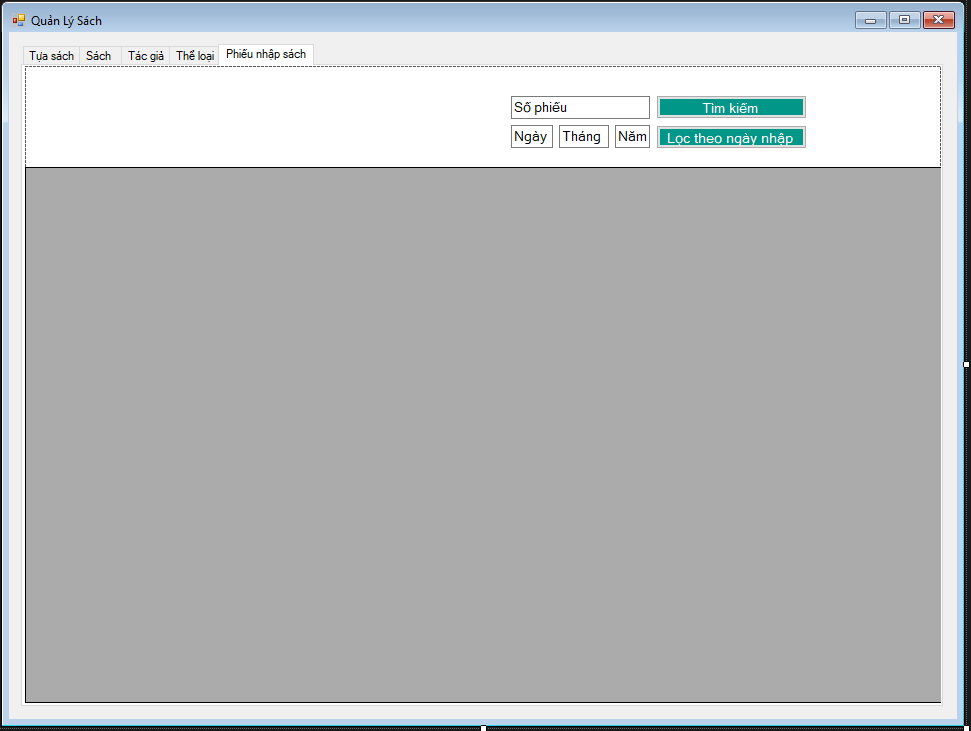 Quản Lý Sách
Tựa sách Sách Tác giả Thể loại Phiếu nhập sách
Số phiếu Tìm kiếm
Ngày Tháng Năm Lọc theo ngày nhập